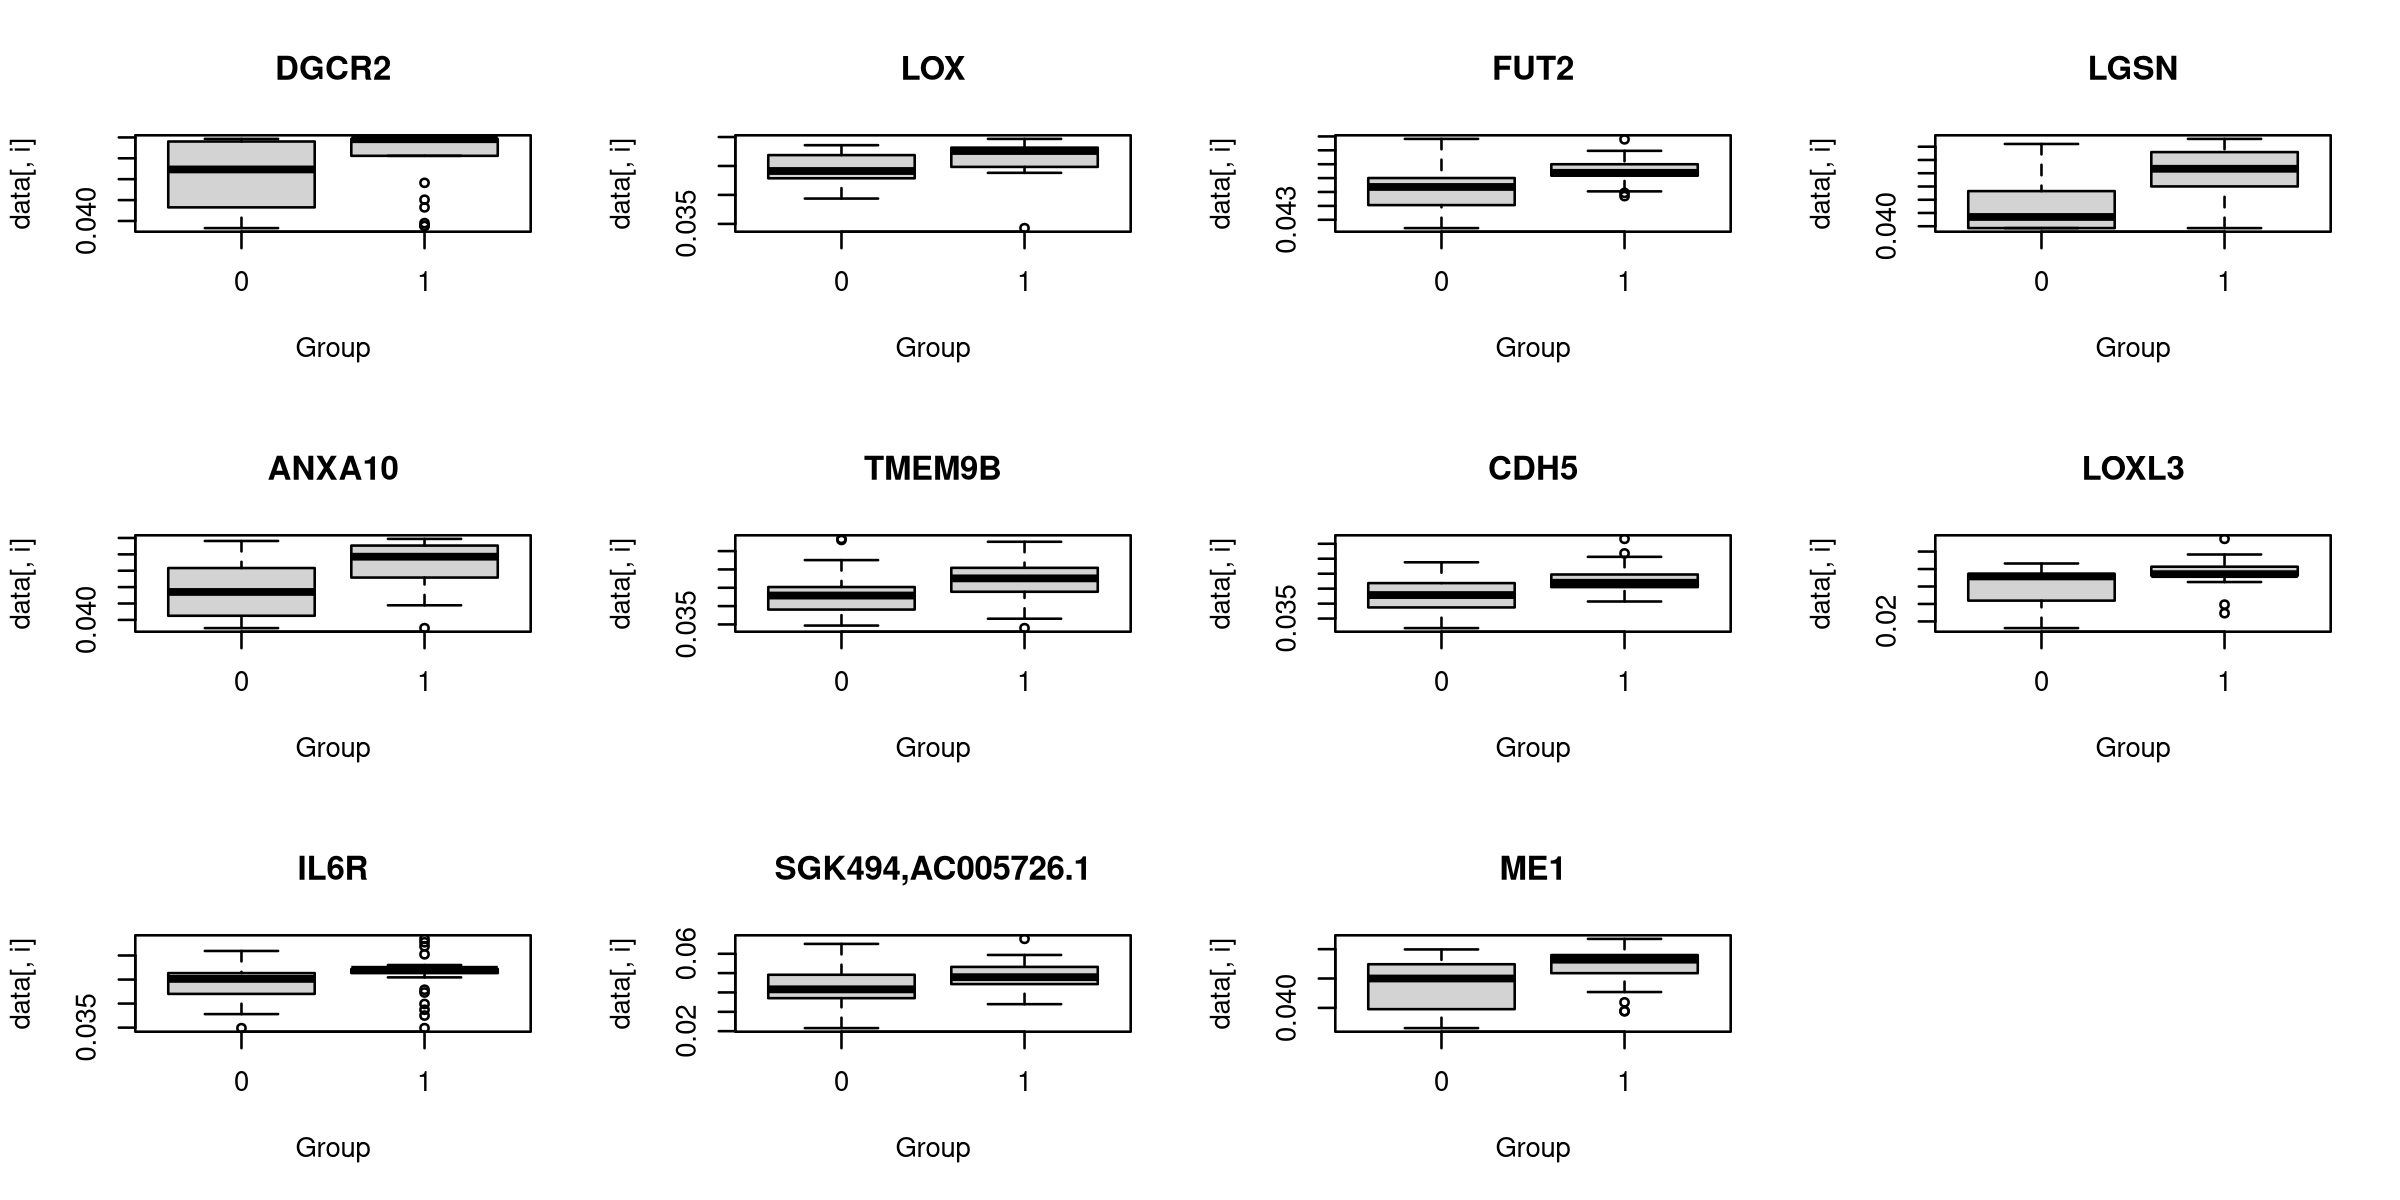 DGCR2
data[, i]
0.040
0 1
Group
LOX
data[, i]
0.035
0 1
Group
FUT2
data[, i]
0.043
0 1
Group
LGSN
data[, i]
0.040
0 1
Group
ANXA10
data[, i]
0.040
0 1
Group
TMEM9B
data[, i]
0.035
0 1
Group
CDH5
data[, i]
0.035
0 1
Group
LOXL3
data[, i]
0.02
0 1
Group
IL6R
data[, i]
0.035
0 1
Group
SGK494,AC005726.1
data[, i]
0.06
0.02
0 1
Group
ME1
data[, i]
0.040
0 1
Group